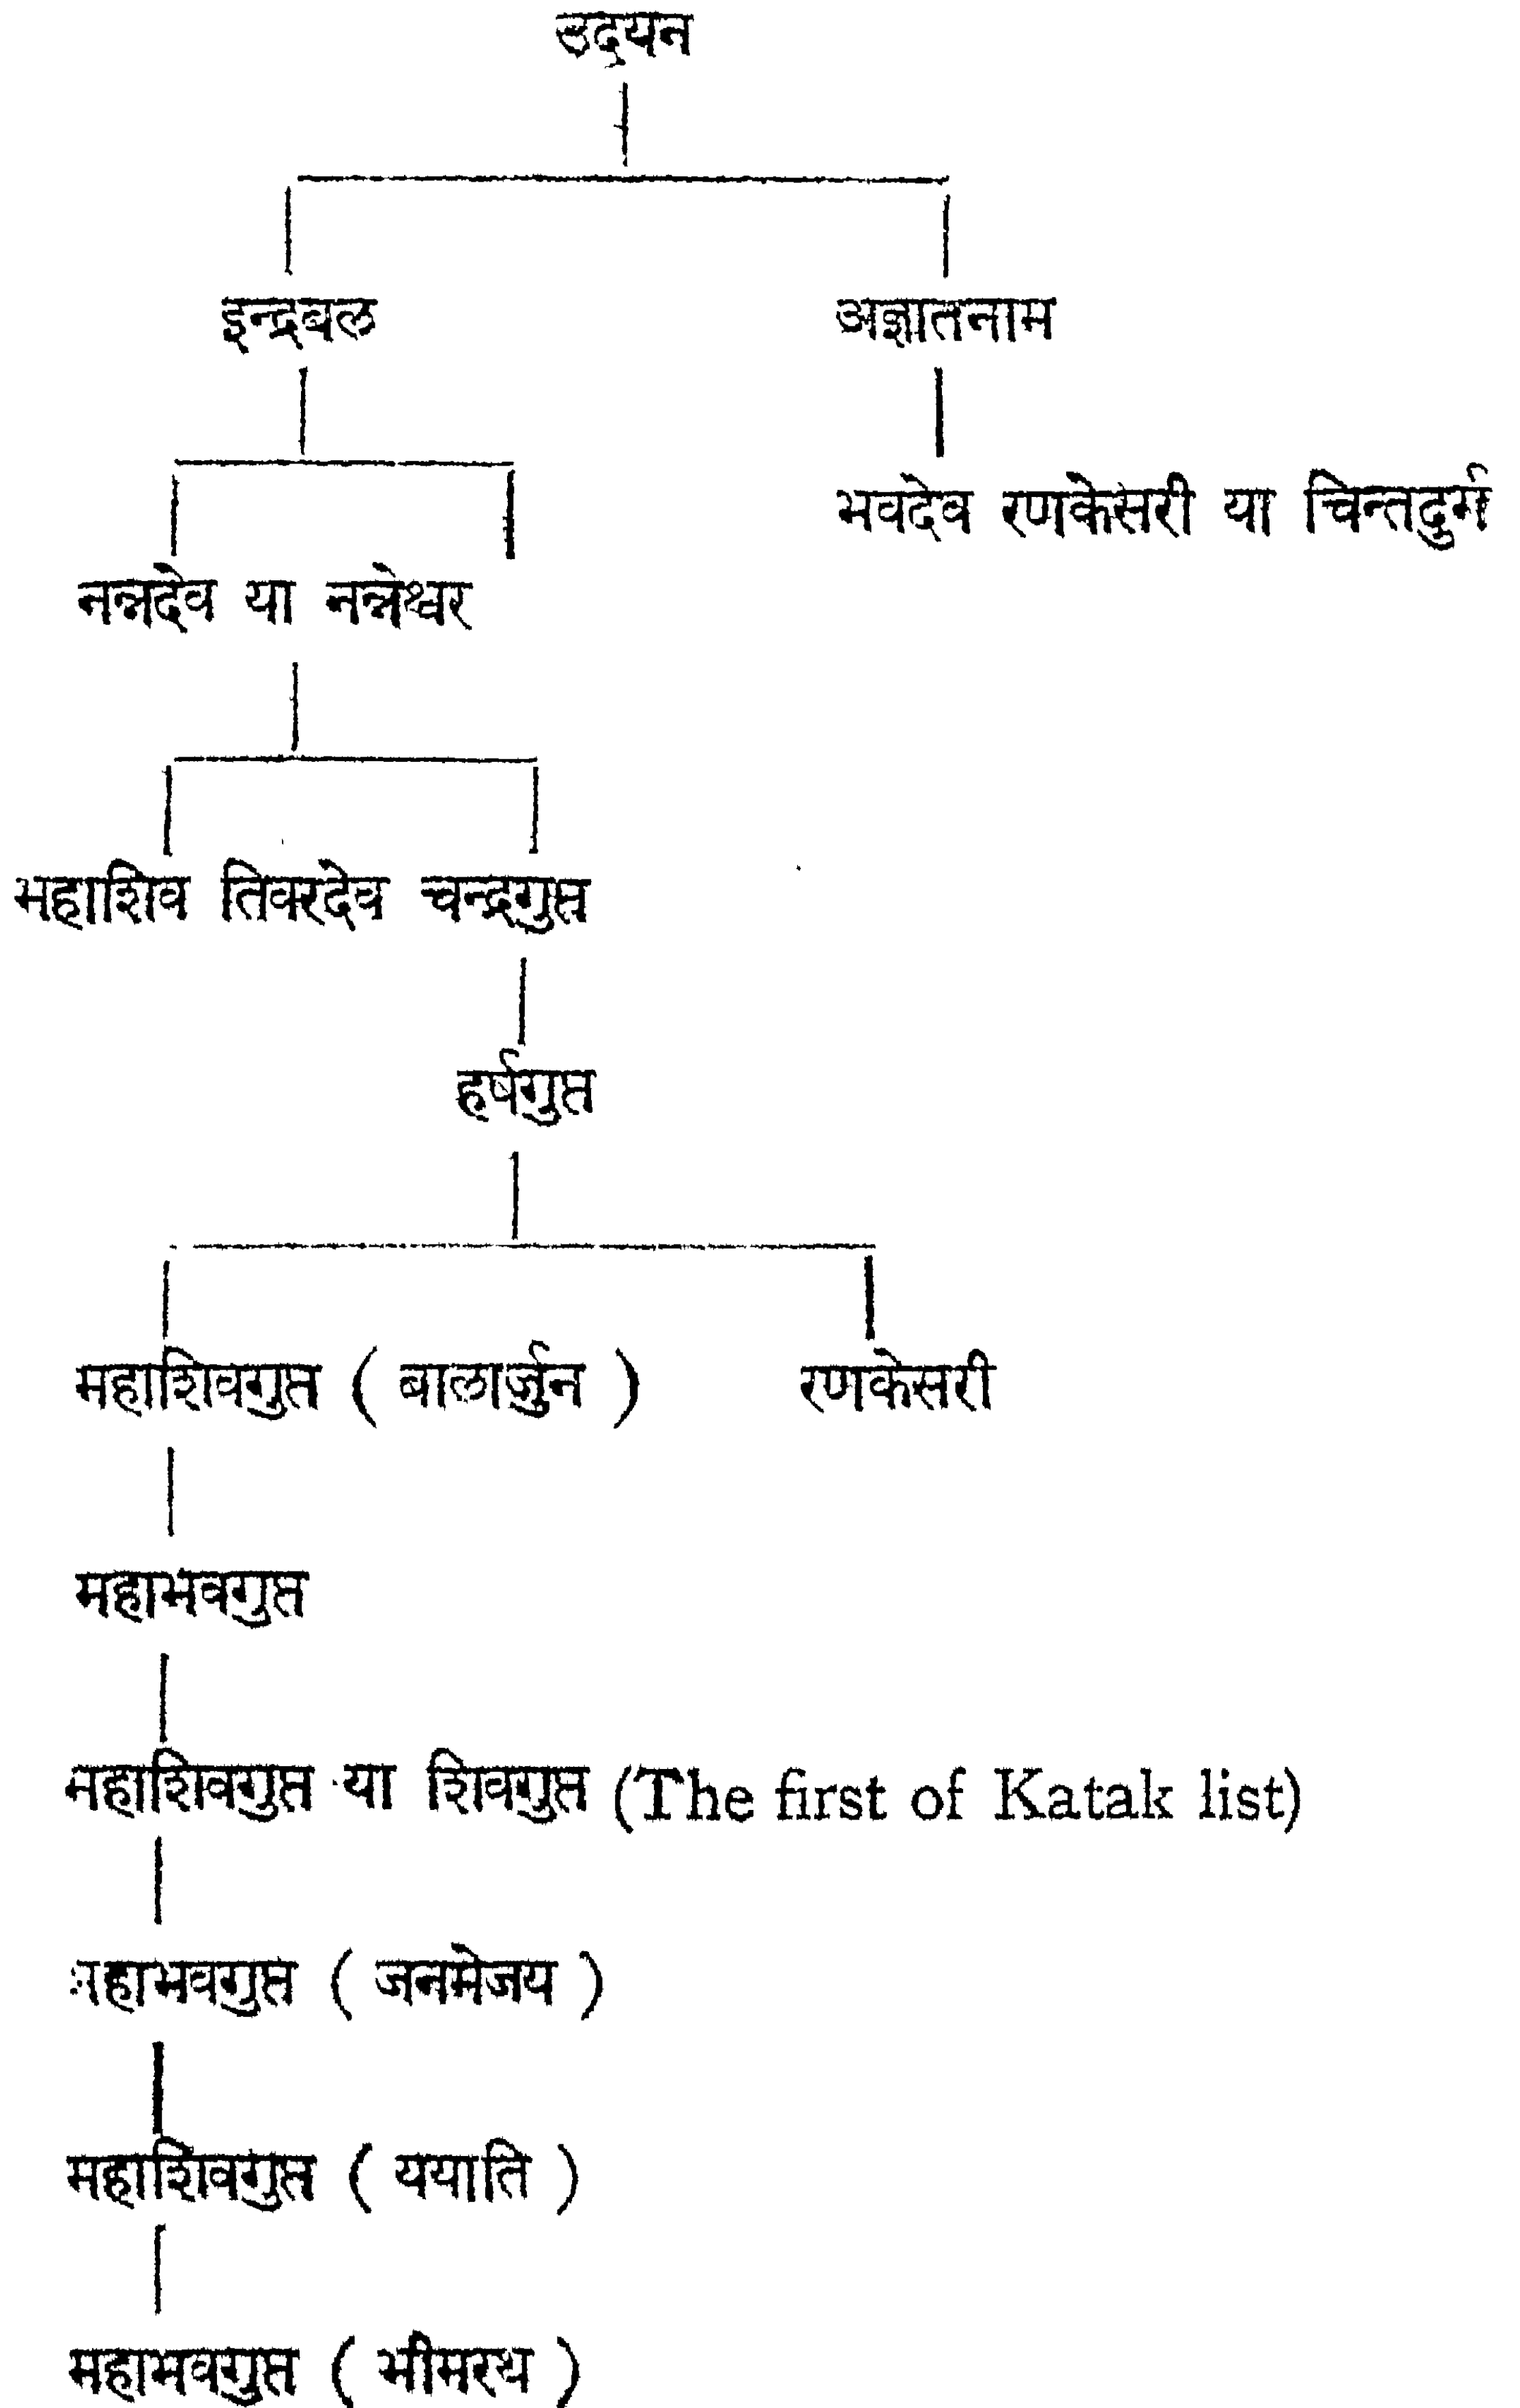 उदयन
इन्द्रबल अज्ञातनाम
भवदेव रणकेसरी या चिन्तदुर्ग
नन्नदेव या नन्नेश्वर
महाशिव तिवरदेव चन्द्रगुप्त
हर्षगुप्त
महाशिवगुप्त ( बालार्जुन ) रणकेसरी
महाभवगुप्त
महाशिवगुप्त या शिवगुप्त (The first of Katak list)
महाभवगुप्त ( जनमेजय )
महाशिवगुप्त ( ययाति )
महाभवगुप्त ( भीमरथ )